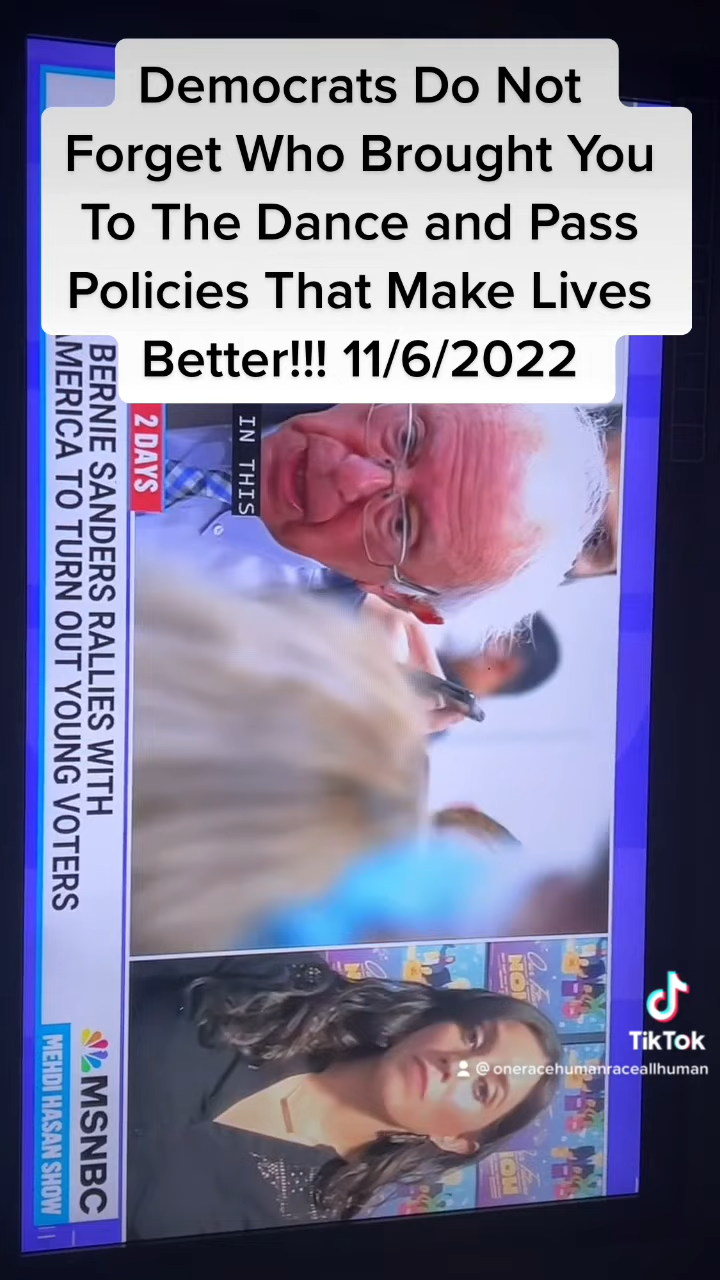 Democrats Do Not
Forget Who Brought You
To The Dance and Pass
Policies That Make Lives
Better!!! 11/6/2022
2 DAYS
IN THIS
BERNIE SANDERS RALLIES WITH
MERICA TO TURN OUT YOUNG VOTERS
MSNBC
MEHDI HASAN SHOW
TikTok
@oneracehumanraceallhuman